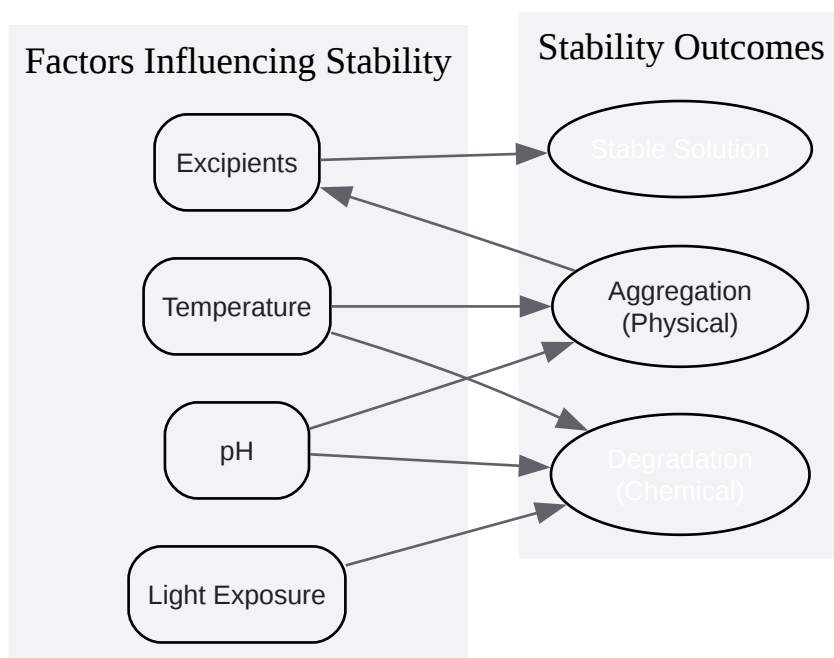 Factors Influencing Stability
Excipients
Temperature
pH
Light Exposure
Stability Outcomes
Stable Solution
Aggregation
(Physical)
Degradation
(Chemical)